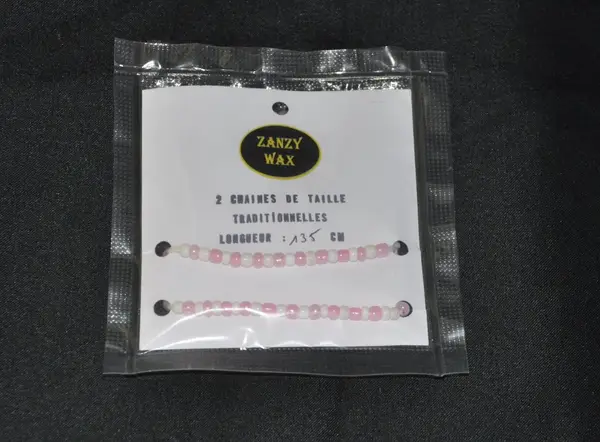 ZANZY
WAX
2 CHAINES DE TAILLE
TRADITIONNELLES
LONGUEUR : 135 CM